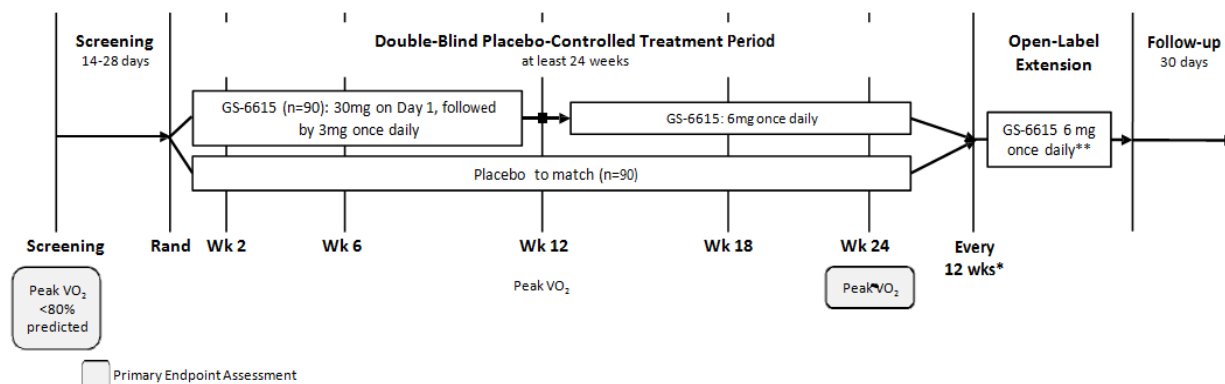 Screening
14-28 days
Double-Blind Placebo-Controlled Treatment Period
at least 24 weeks
Open-Label
Extension
Follow-up
30 days
GS-6615 (n=90): 30mg on Day 1, followed
by 3mg once daily
GS-6615: 6mg once daily
GS-6615 6 mg
once daily**
Placebo to match (n=90)
Screening
Rand
Wk 2
Wk 6
Wk 12
Wk 18
Wk 24
Every
12 wks*
Peak VO₂
<80%
predicted
Peak VO₂
Peak VO₂
Primary Endpoint Assessment